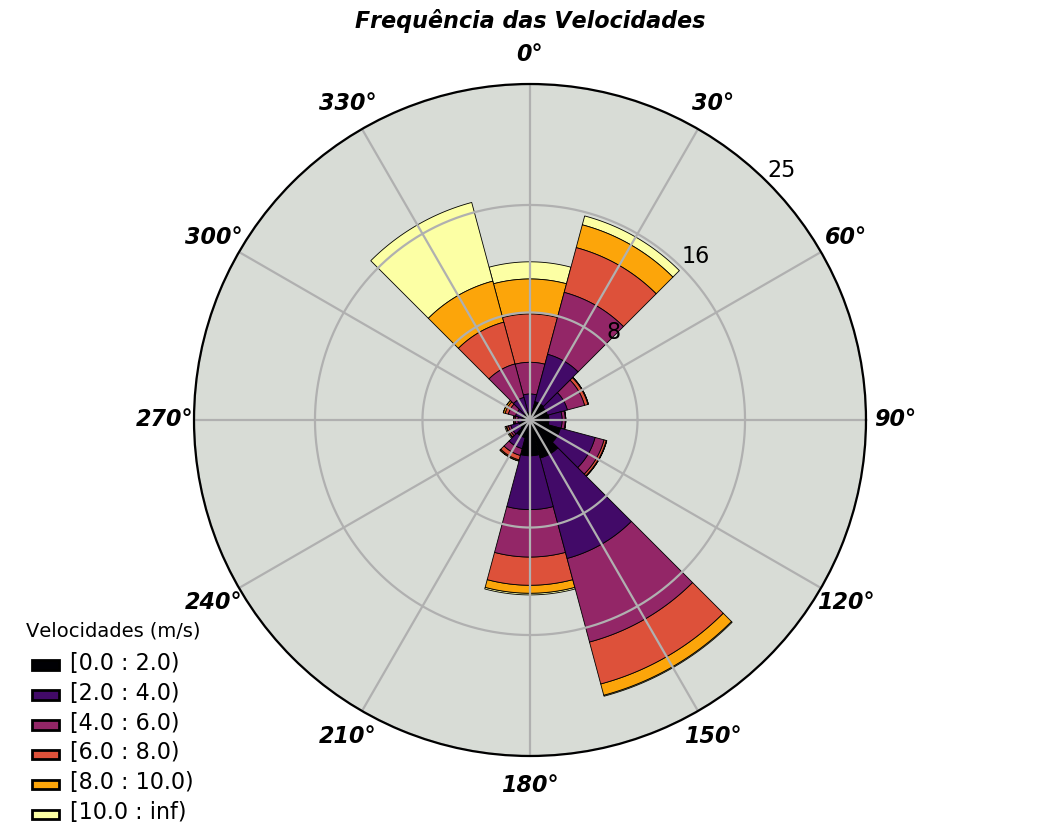 Frequência das Velocidades
0°
330°
30°
25
300°
60°
16
8
270°
90°
240°
120°
210°
150°
180°
Velocidades (m/s)
[0.0 : 2.0)
[2.0 : 4.0)
[4.0 : 6.0)
[6.0 : 8.0)
[8.0 : 10.0)
[10.0 : inf)